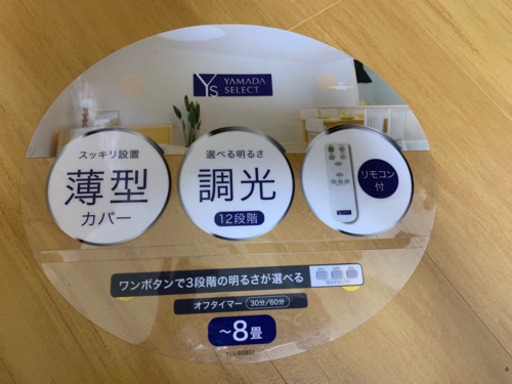 YS YAMADA SELECT
スッキリ設置
薄型
カバー
選べる明るさ
調光
12段階
リモコン
付
ワンボタンで3段階の明るさが選べる
オフタイマー 30分/60分
～8畳